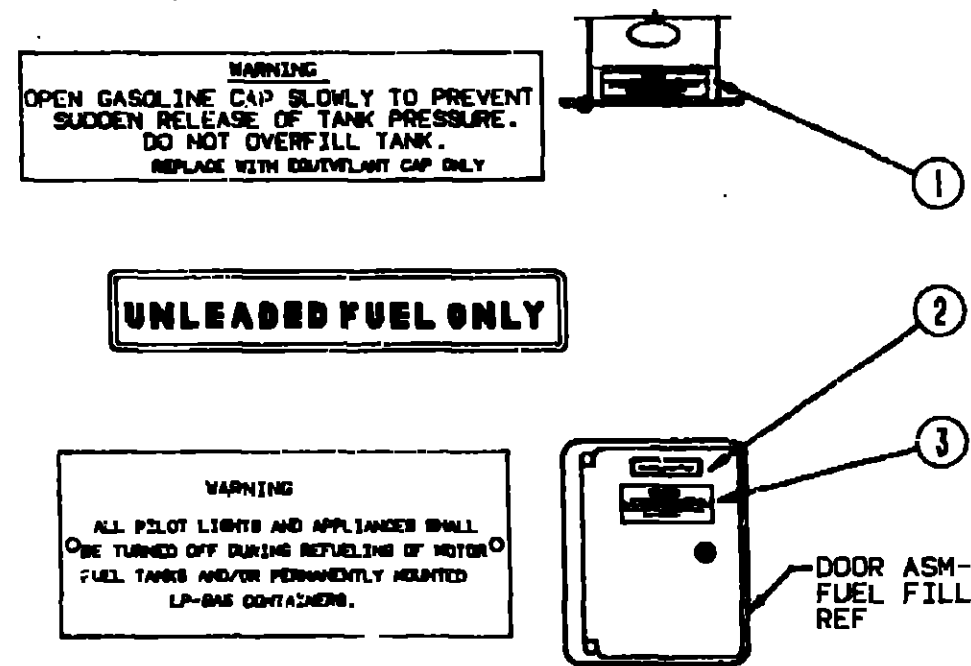 WARNING
OPEN GASOLINE CAP SLOWLY TO PREVENT
SUDDEN RELEASE OF TANK PRESSURE.
DO NOT OVERFILL TANK.
REPLACE WITH EQUIVELANT CAP ONLY
1
UNLEADED FUEL ONLY
2
3
WARNING
ALL PILOT LIGHTS AND APPLIANCES SHALL
BE TURNED OFF DURING REFUELING OF MOTOR
FUEL TANKS AND/OR PERMANENTLY MOUNTED
LP-GAS CONTAINERS.
DOOR ASM-
FUEL FILL
REF